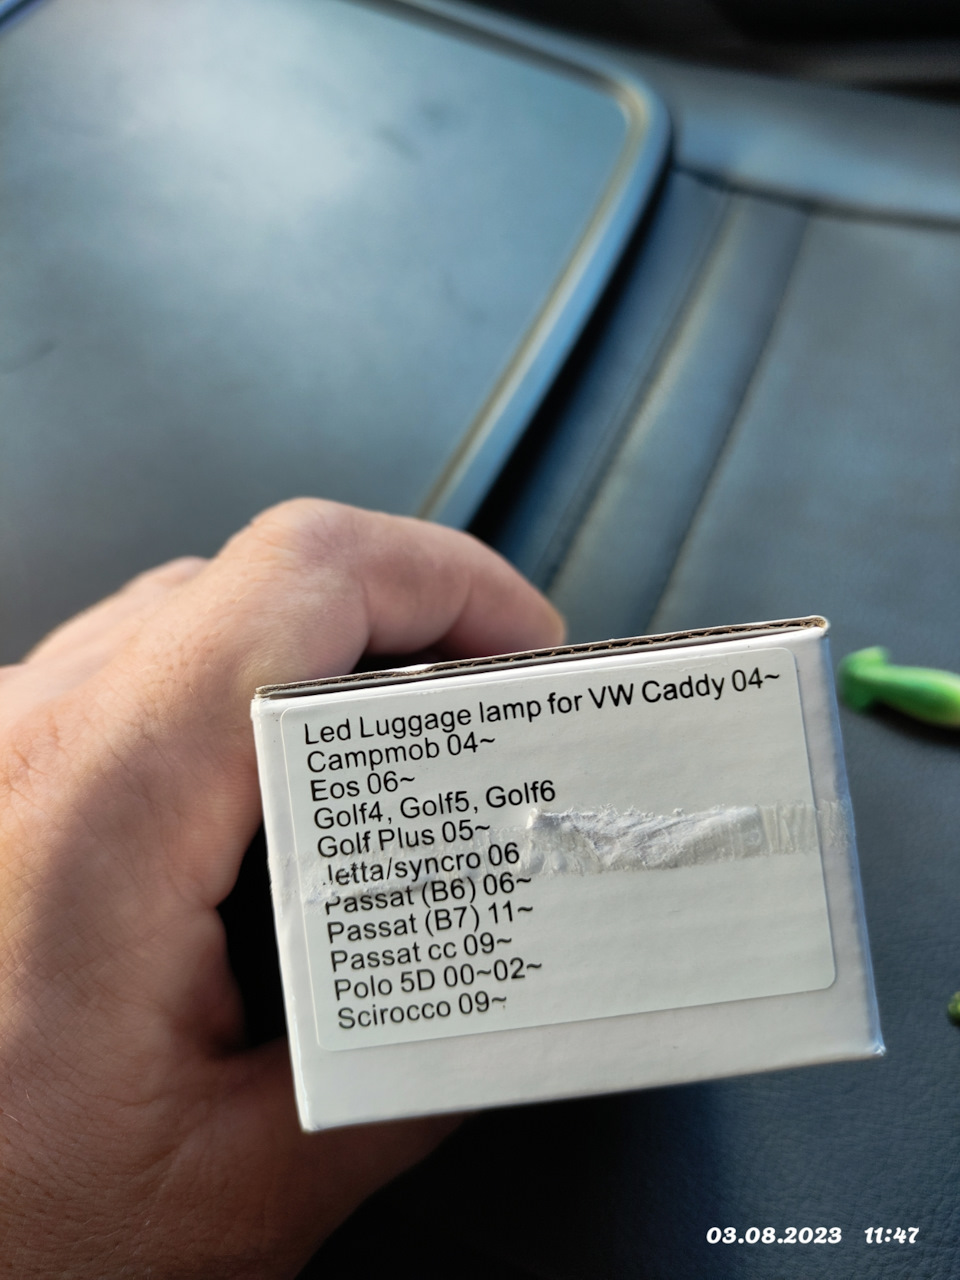 Led Luggage lamp for VW Caddy 04~
Campmob 04~
Eos 06~
Golf4, Golf5, Golf6
Golf Plus 05~
Jetta/syncro 06
Passat (B6) 06~
Passat (B7) 11~
Passat cc 09~
Polo 5D 00~02~
Scirocco 09~
03.08.2023 11:47